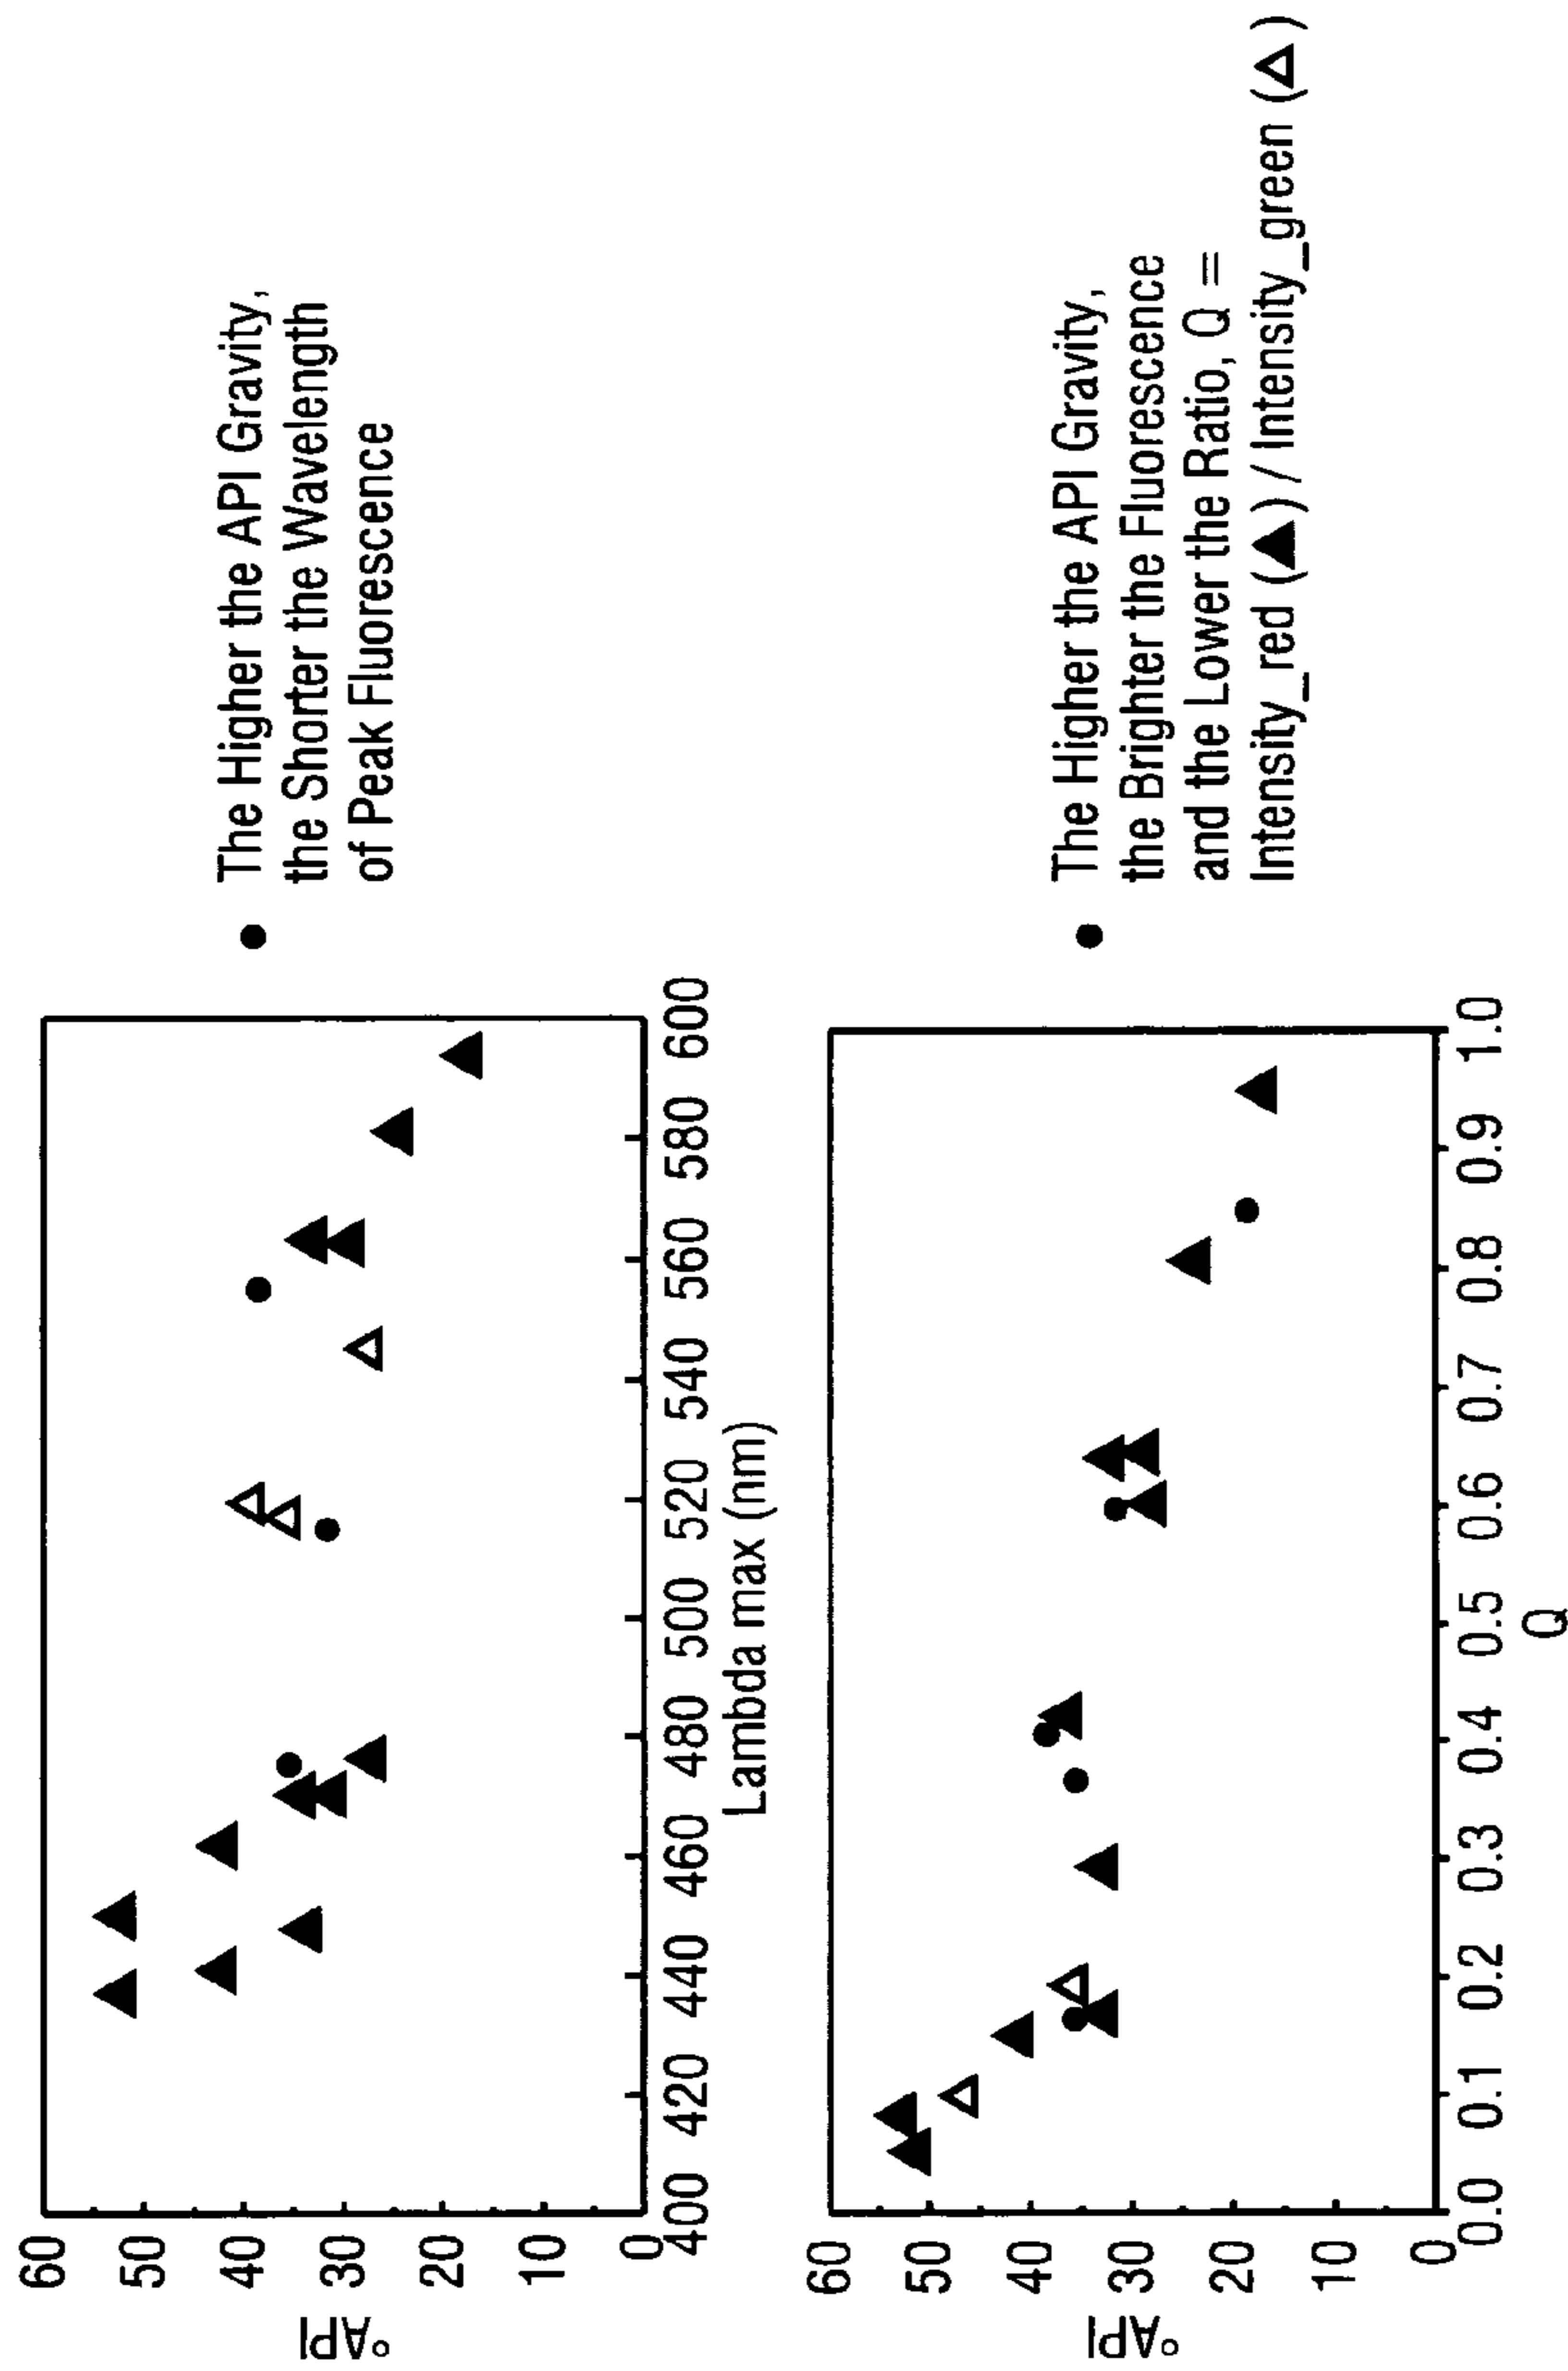 60
50
40
30
20
10
0
°API
400 420 440 460 480 500 520 540 560 580 600
Lambda max (nm)
● The Higher the API Gravity,
the Shorter the Wavelength
of Peak Fluorescence
60
50
40
30
20
10
0
°API
0.0 0.1 0.2 0.3 0.4 0.5 0.6 0.7 0.8 0.9 1.0
Q
● The Higher the API Gravity,
the Brighter the Fluorescence
and the Lower the Ratio, Q =
Intensity_red (▲) / Intensity_green (△)